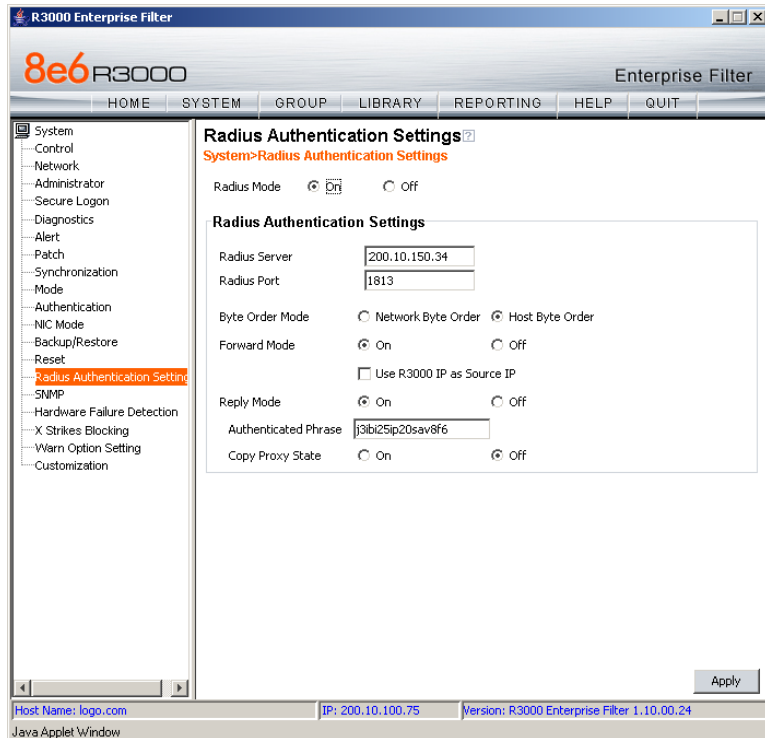 R3000 Enterprise Filter
8e6 R3000
Enterprise Filter
HOME SYSTEM GROUP LIBRARY REPORTING HELP QUIT
System
Control
Network
Administrator
Secure Logon
Diagnostics
Alert
Patch
Synchronization
Mode
Authentication
NIC Mode
Backup/Restore
Reset
Radius Authentication Setting
SNMP
Hardware Failure Detection
X Strikes Blocking
Warn Option Setting
Customization
Radius Authentication Settings?
System>Radius Authentication Settings
Radius Mode On Off
Radius Authentication Settings
Radius Server 200.10.150.34
Radius Port 1813
Byte Order Mode Network Byte Order Host Byte Order
Forward Mode On Off
Use R3000 IP as Source IP
Reply Mode On Off
Authenticated Phrase j3ibi25ip20sav8f6
Copy Proxy State On Off
Apply
Host Name: logo.com IP: 200.10.100.75 Version: R3000 Enterprise Filter 1.10.00.24
Java Applet Window